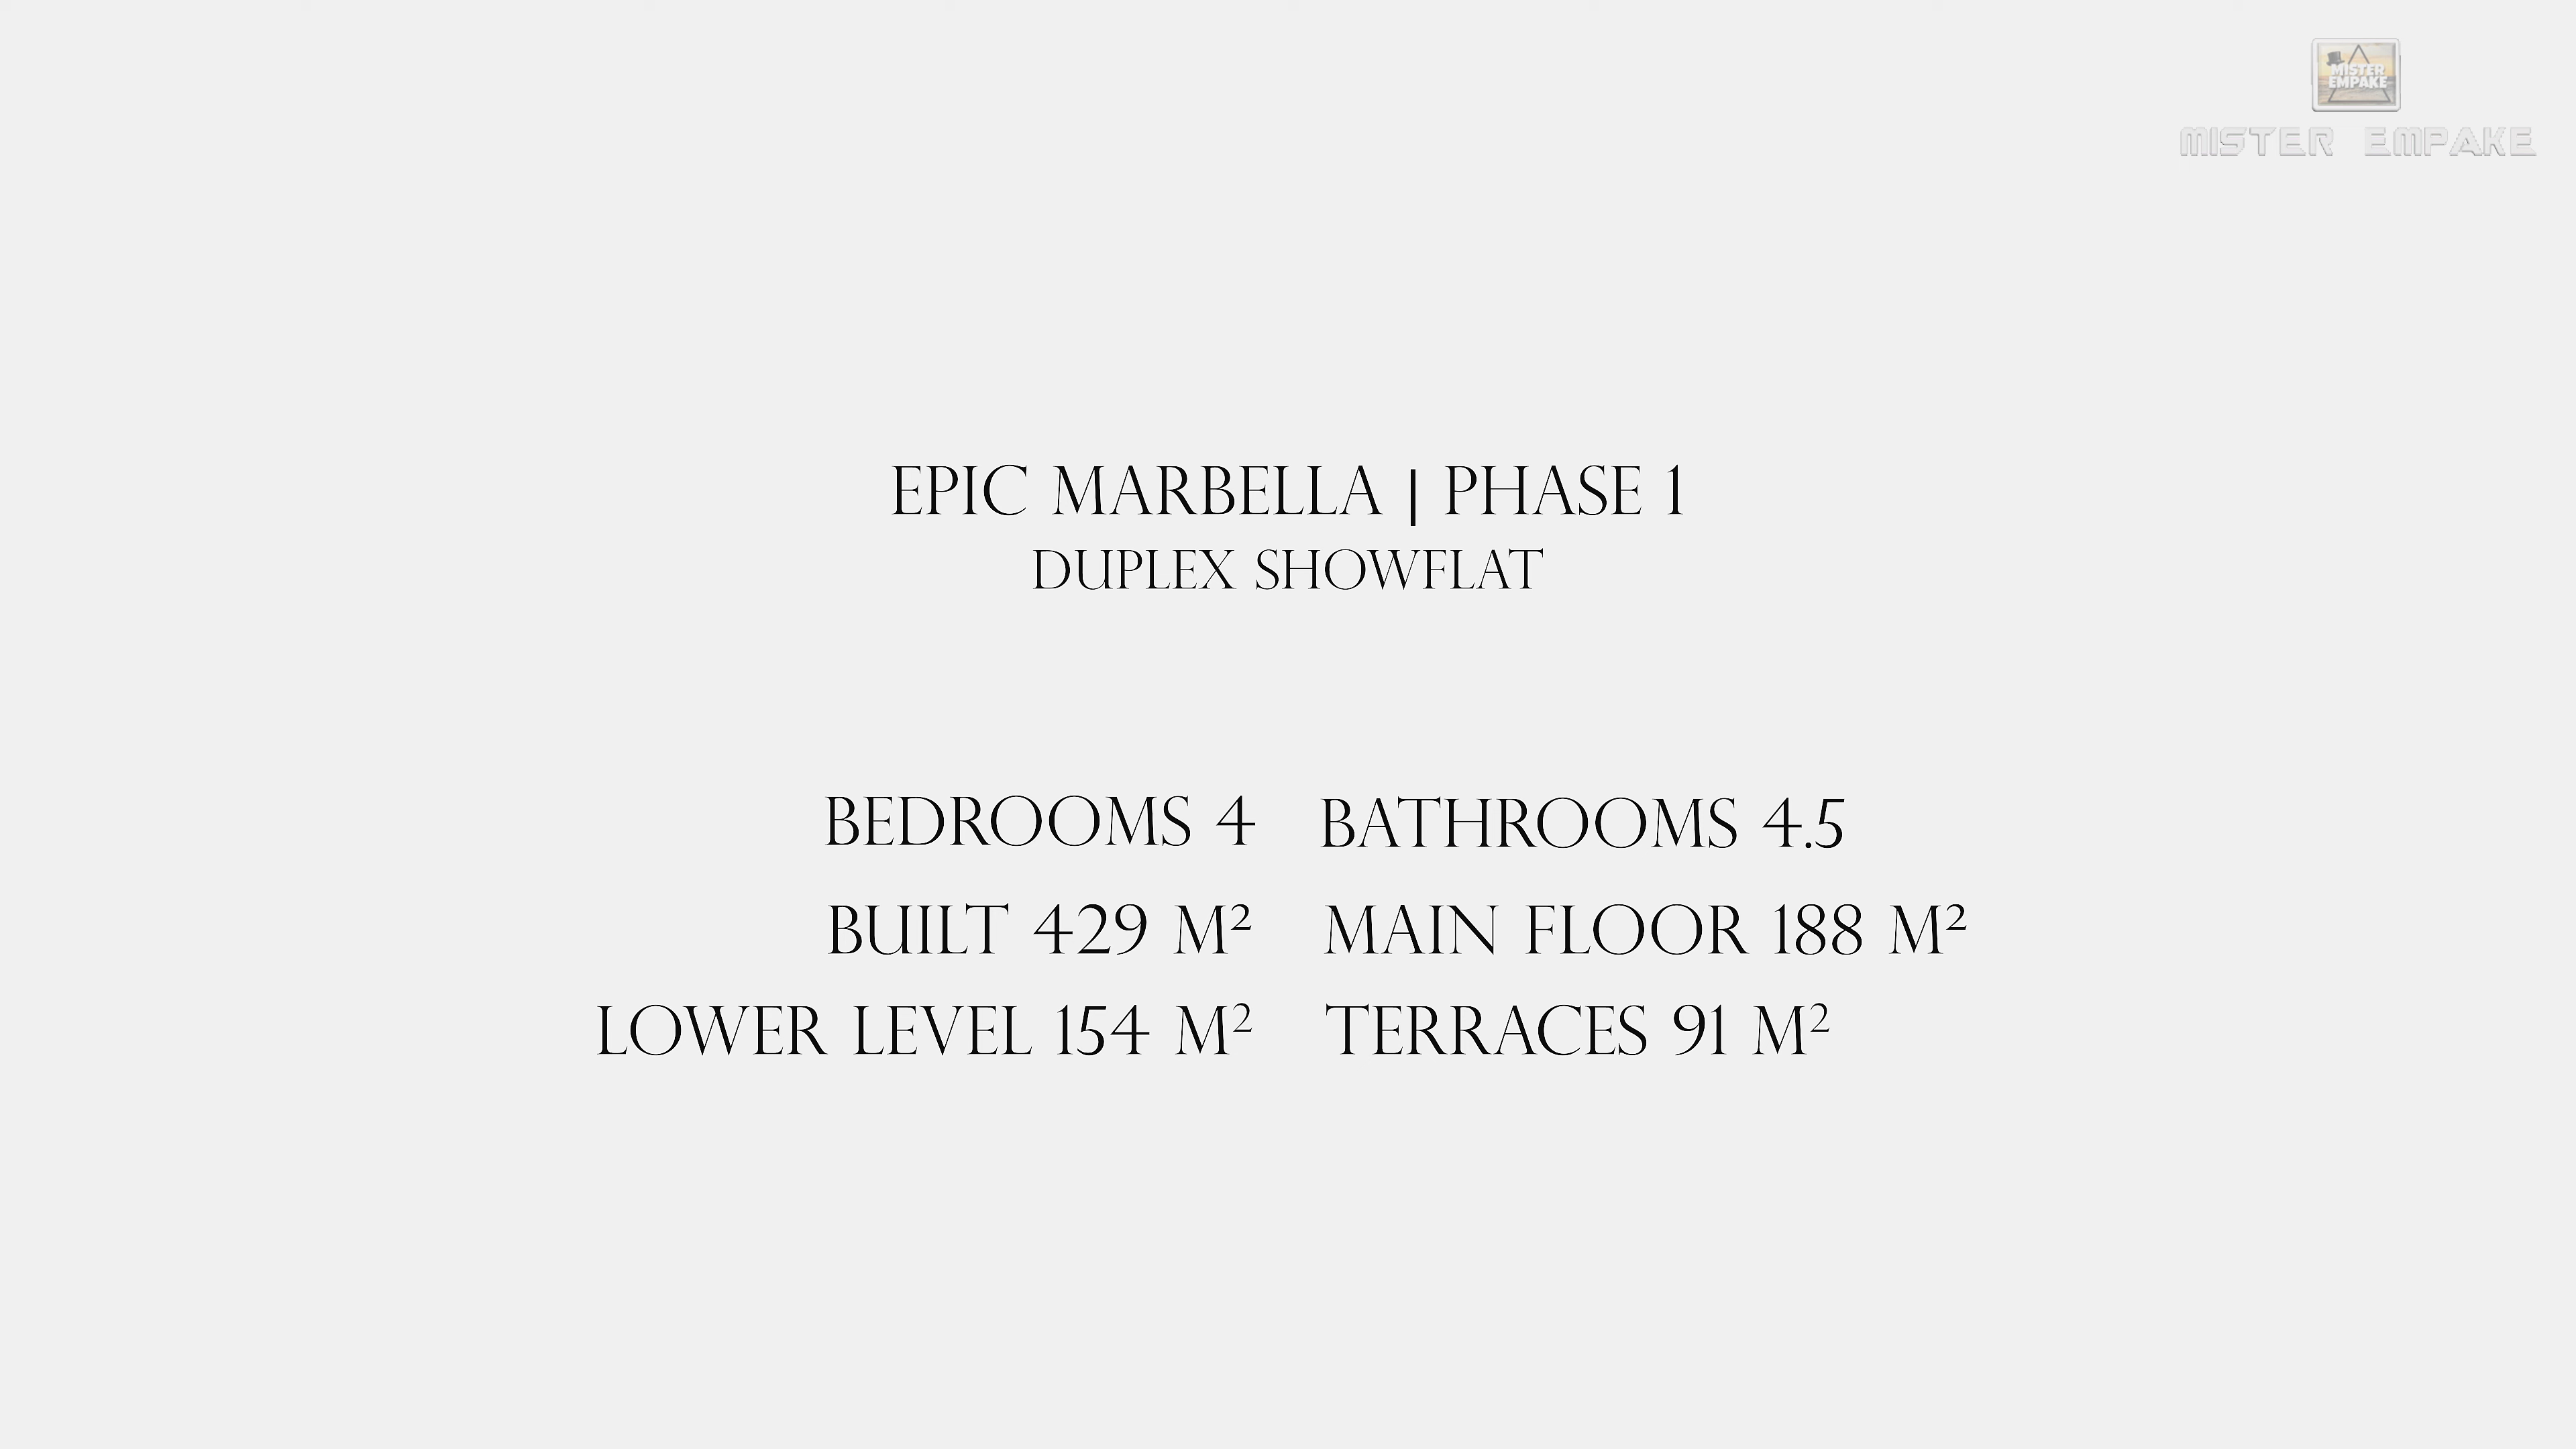 MISTER
EMPAKE
MISTER EMPAKE
EPIC MARBELLA | PHASE 1
DUPLEX SHOWFLAT
BEDROOMS 4 BATHROOMS 4.5
BUILT 429 M² MAIN FLOOR 188 M²
LOWER LEVEL 154 M² TERRACES 91 M²